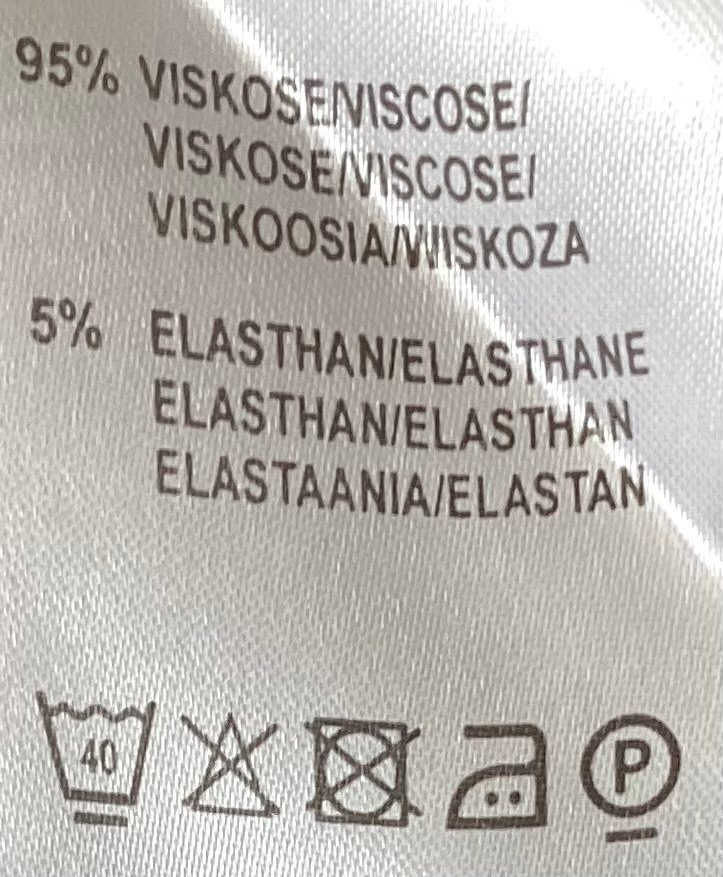 95% VISKOSE/VISCOSE/
VISKOSE/VISCOSE/
VISKOOSIA/WISKOZA
5% ELASTHAN/ELASTHANE
ELASTHAN/ELASTHAN
ELASTAANIA/ELASTAN
40 P